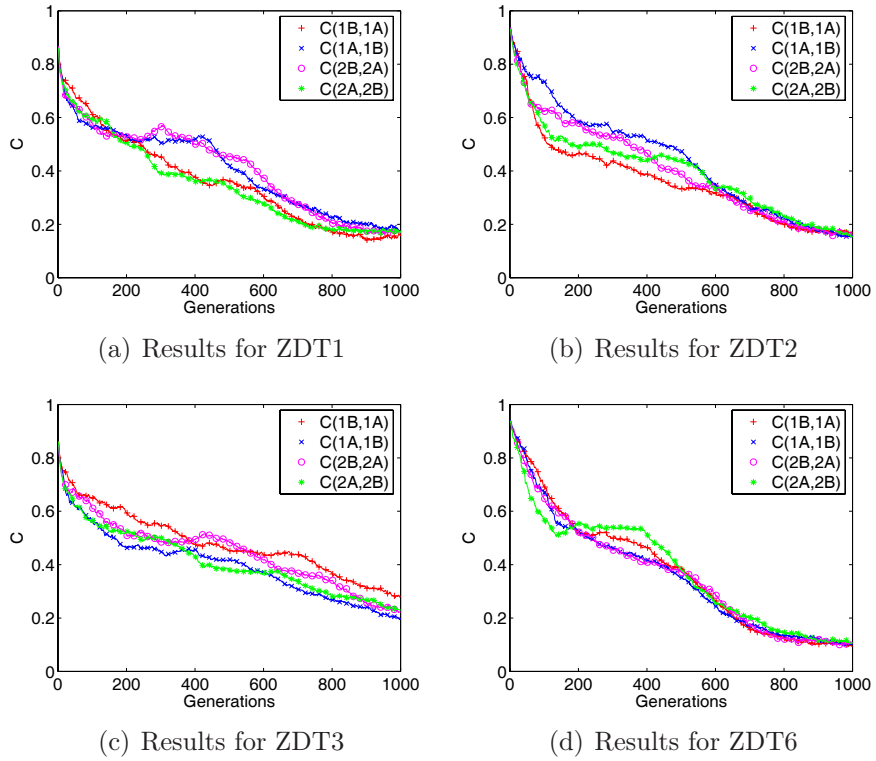 1
0.8
0.6
0.4
0.2
0
C
0 200 400 600 800 1000
Generations
C(1B,1A)
C(1A,1B)
C(2B,2A)
C(2A,2B)
(a) Results for ZDT1
1
0.8
0.6
0.4
0.2
0
C
0 200 400 600 800 1000
Generations
C(1B,1A)
C(1A,1B)
C(2B,2A)
C(2A,2B)
(b) Results for ZDT2
1
0.8
0.6
0.4
0.2
0
C
0 200 400 600 800 1000
Generations
C(1B,1A)
C(1A,1B)
C(2B,2A)
C(2A,2B)
(c) Results for ZDT3
1
0.8
0.6
0.4
0.2
0
C
0 200 400 600 800 1000
Generations
C(1B,1A)
C(1A,1B)
C(2B,2A)
C(2A,2B)
(d) Results for ZDT6